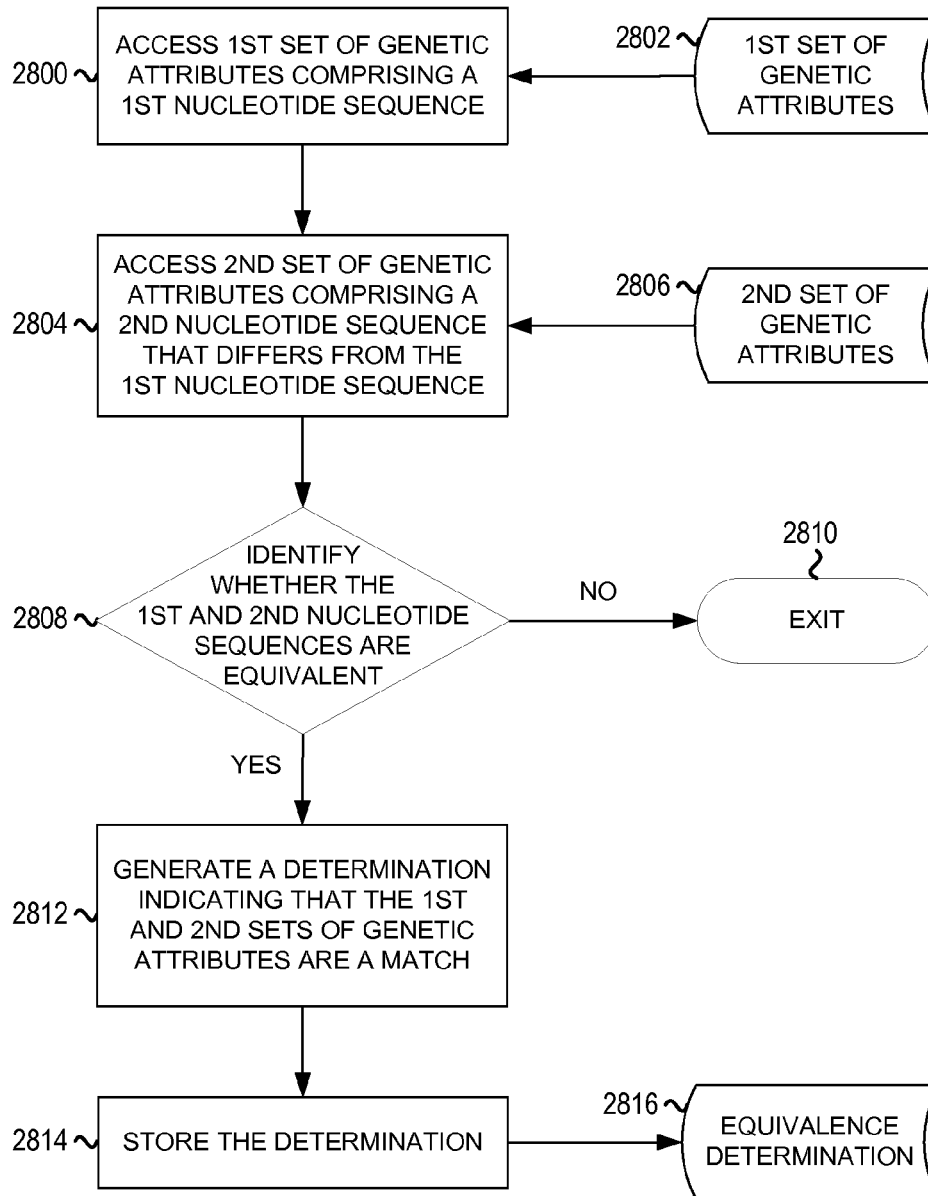 2800
ACCESS 1ST SET OF GENETIC
ATTRIBUTES COMPRISING A
1ST NUCLEOTIDE SEQUENCE
2802
1ST SET OF
GENETIC
ATTRIBUTES
2804
ACCESS 2ND SET OF GENETIC
ATTRIBUTES COMPRISING A
2ND NUCLEOTIDE SEQUENCE
THAT DIFFERS FROM THE
1ST NUCLEOTIDE SEQUENCE
2806
2ND SET OF
GENETIC
ATTRIBUTES
2808
IDENTIFY
WHETHER THE
1ST AND 2ND NUCLEOTIDE
SEQUENCES ARE
EQUIVALENT
NO
2810
EXIT
YES
2812
GENERATE A DETERMINATION
INDICATING THAT THE 1ST
AND 2ND SETS OF GENETIC
ATTRIBUTES ARE A MATCH
2814
STORE THE DETERMINATION
2816
EQUIVALENCE
DETERMINATION